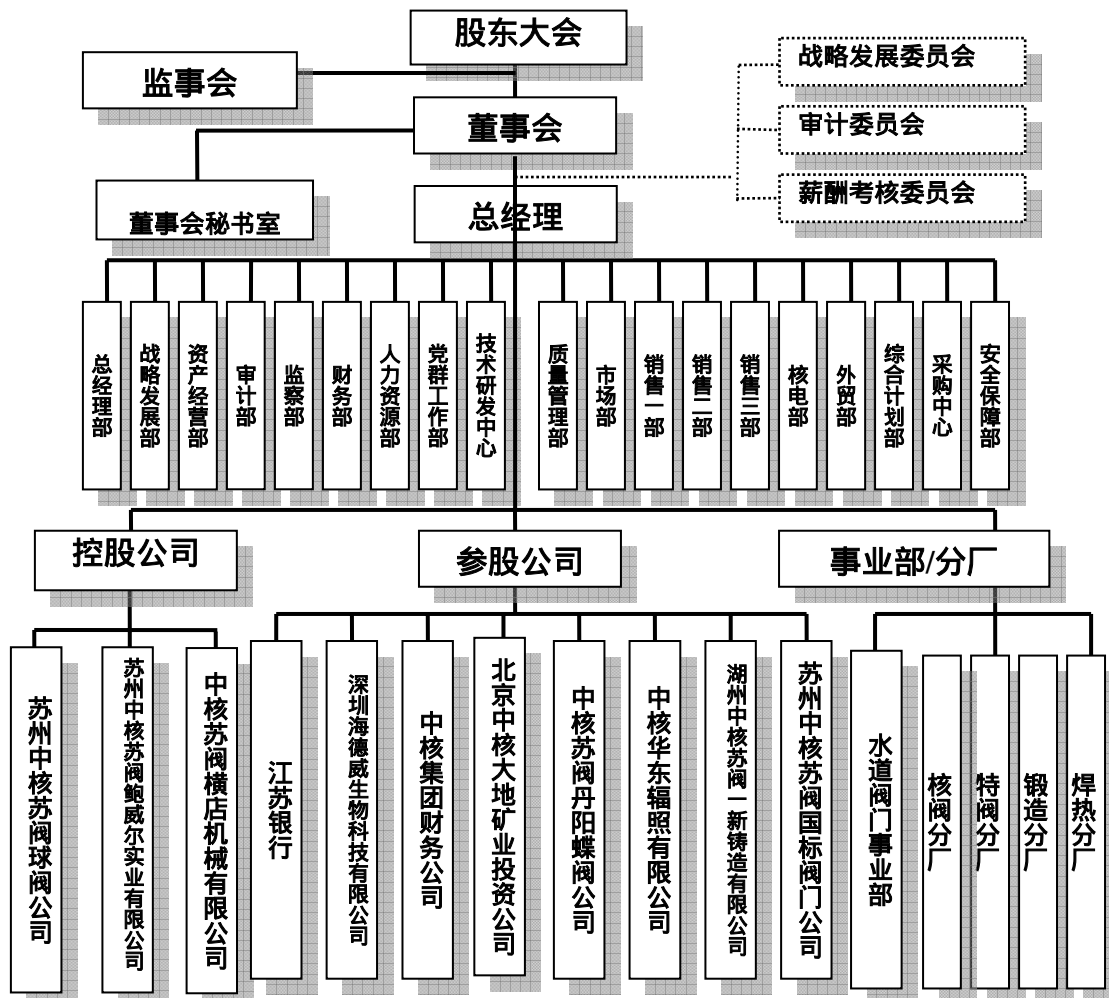 股东大会
监事会
董事会
战略发展委员会
审计委员会
薪酬考核委员会
董事会秘书室
总经理
总经理部
战略发展部
资产经营部
审计部
监察部
财务部
人力资源部
党群工作部
技术研发中心
质量管理部
市场部
销售一部
销售二部
销售三部
核电部
外贸部
综合计划部
采购中心
安全保障部
控股公司
参股公司
事业部/分厂
苏州中核苏阀球阀公司
苏州中核苏阀鲍威尔实业有限公司
中核苏阀横店机械有限公司
江苏银行
深圳海德威生物科技有限公司
中核集团财务公司
北京中核大地矿业投资公司
中核苏阀丹阳蝶阀公司
中核华东辐照有限公司
湖州中核苏阀一新铸造有限公司
苏州中核苏阀国标阀门公司
水道阀门事业部
核阀分厂
特阀分厂
锻造分厂
焊热分厂